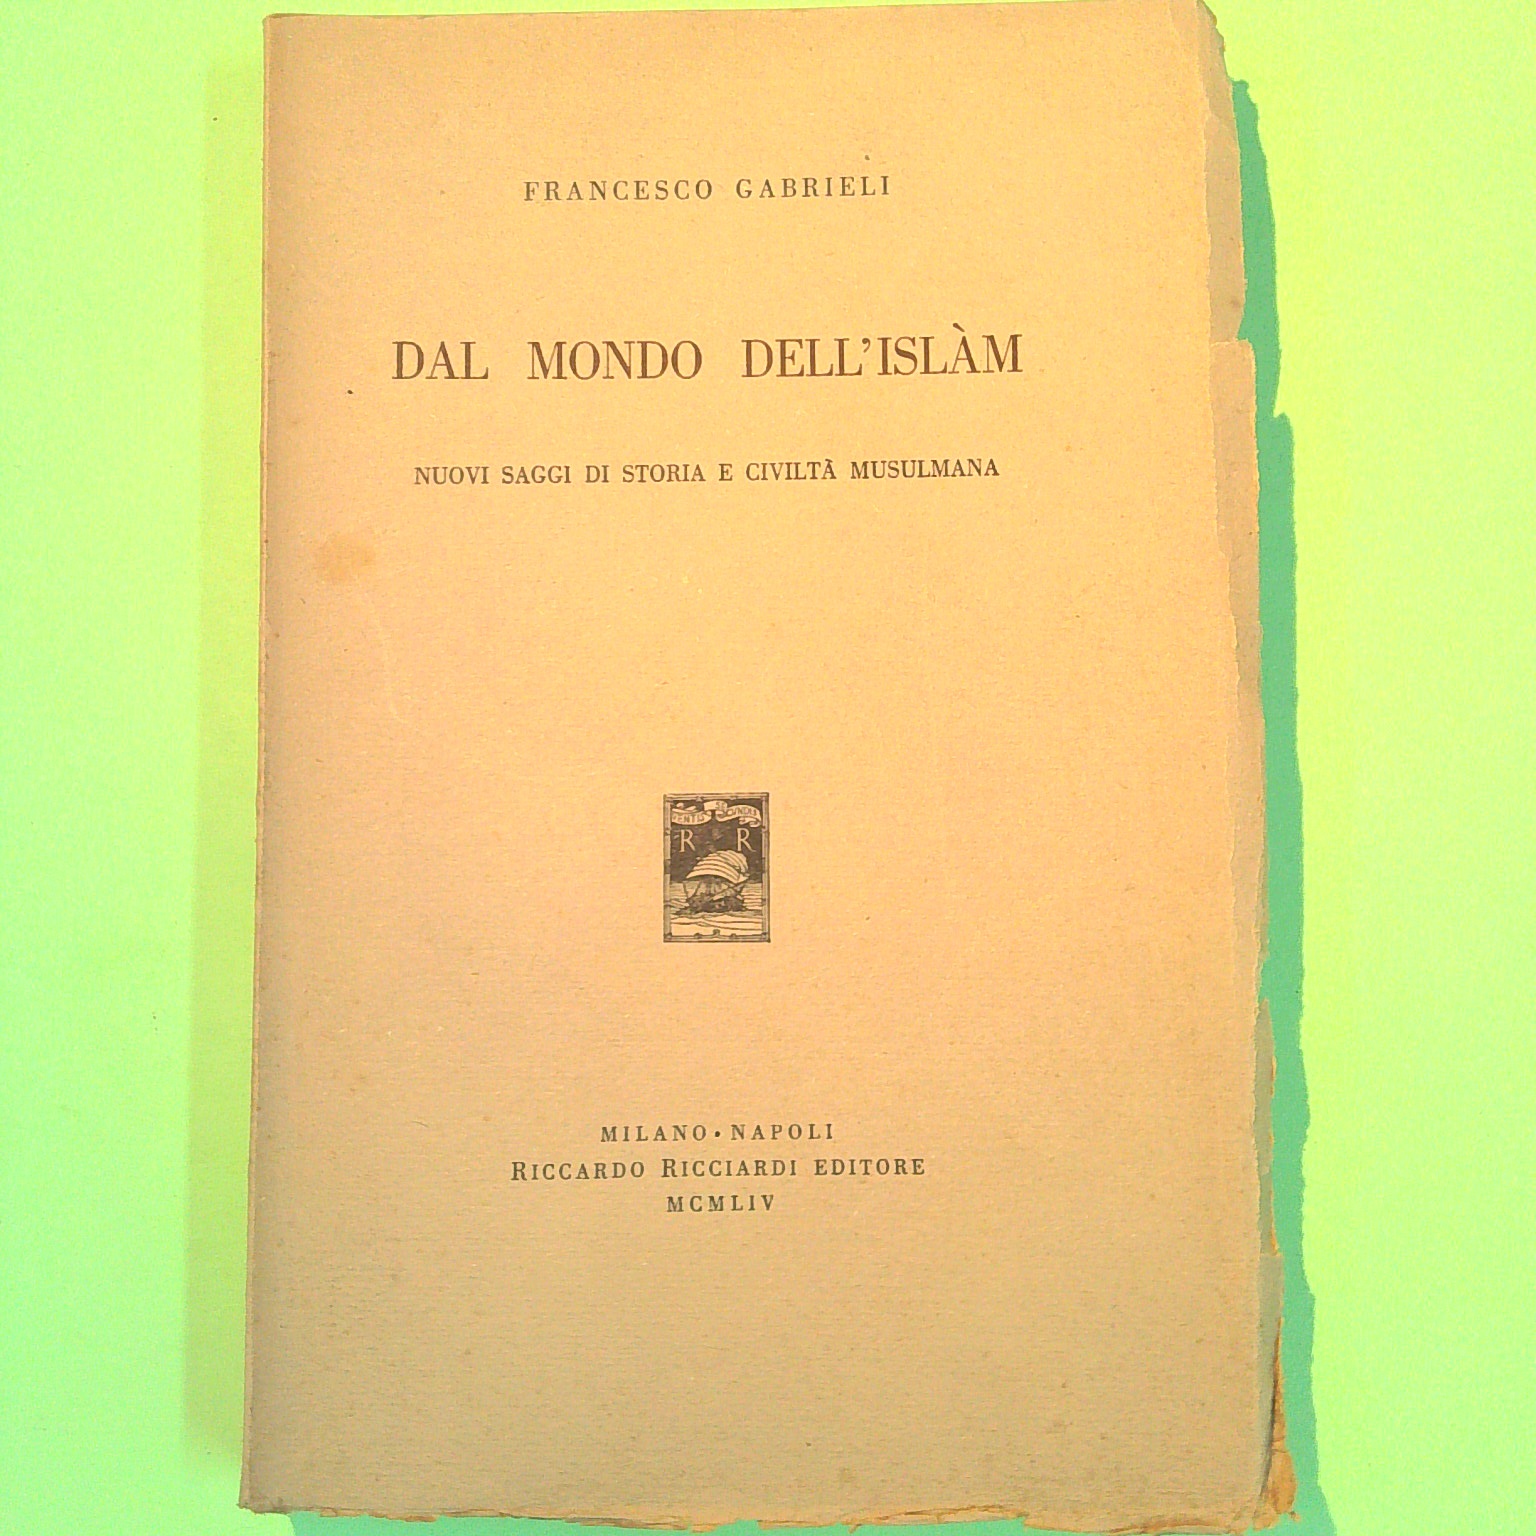 FRANCESCO GABRIELI
DAL MONDO DELL'ISLÀM
NUOVI SAGGI DI STORIA E CIVILTÀ MUSULMANA
R R
MILANO • NAPOLI
RICCARDO RICCIARDI EDITORE
MCMLIV